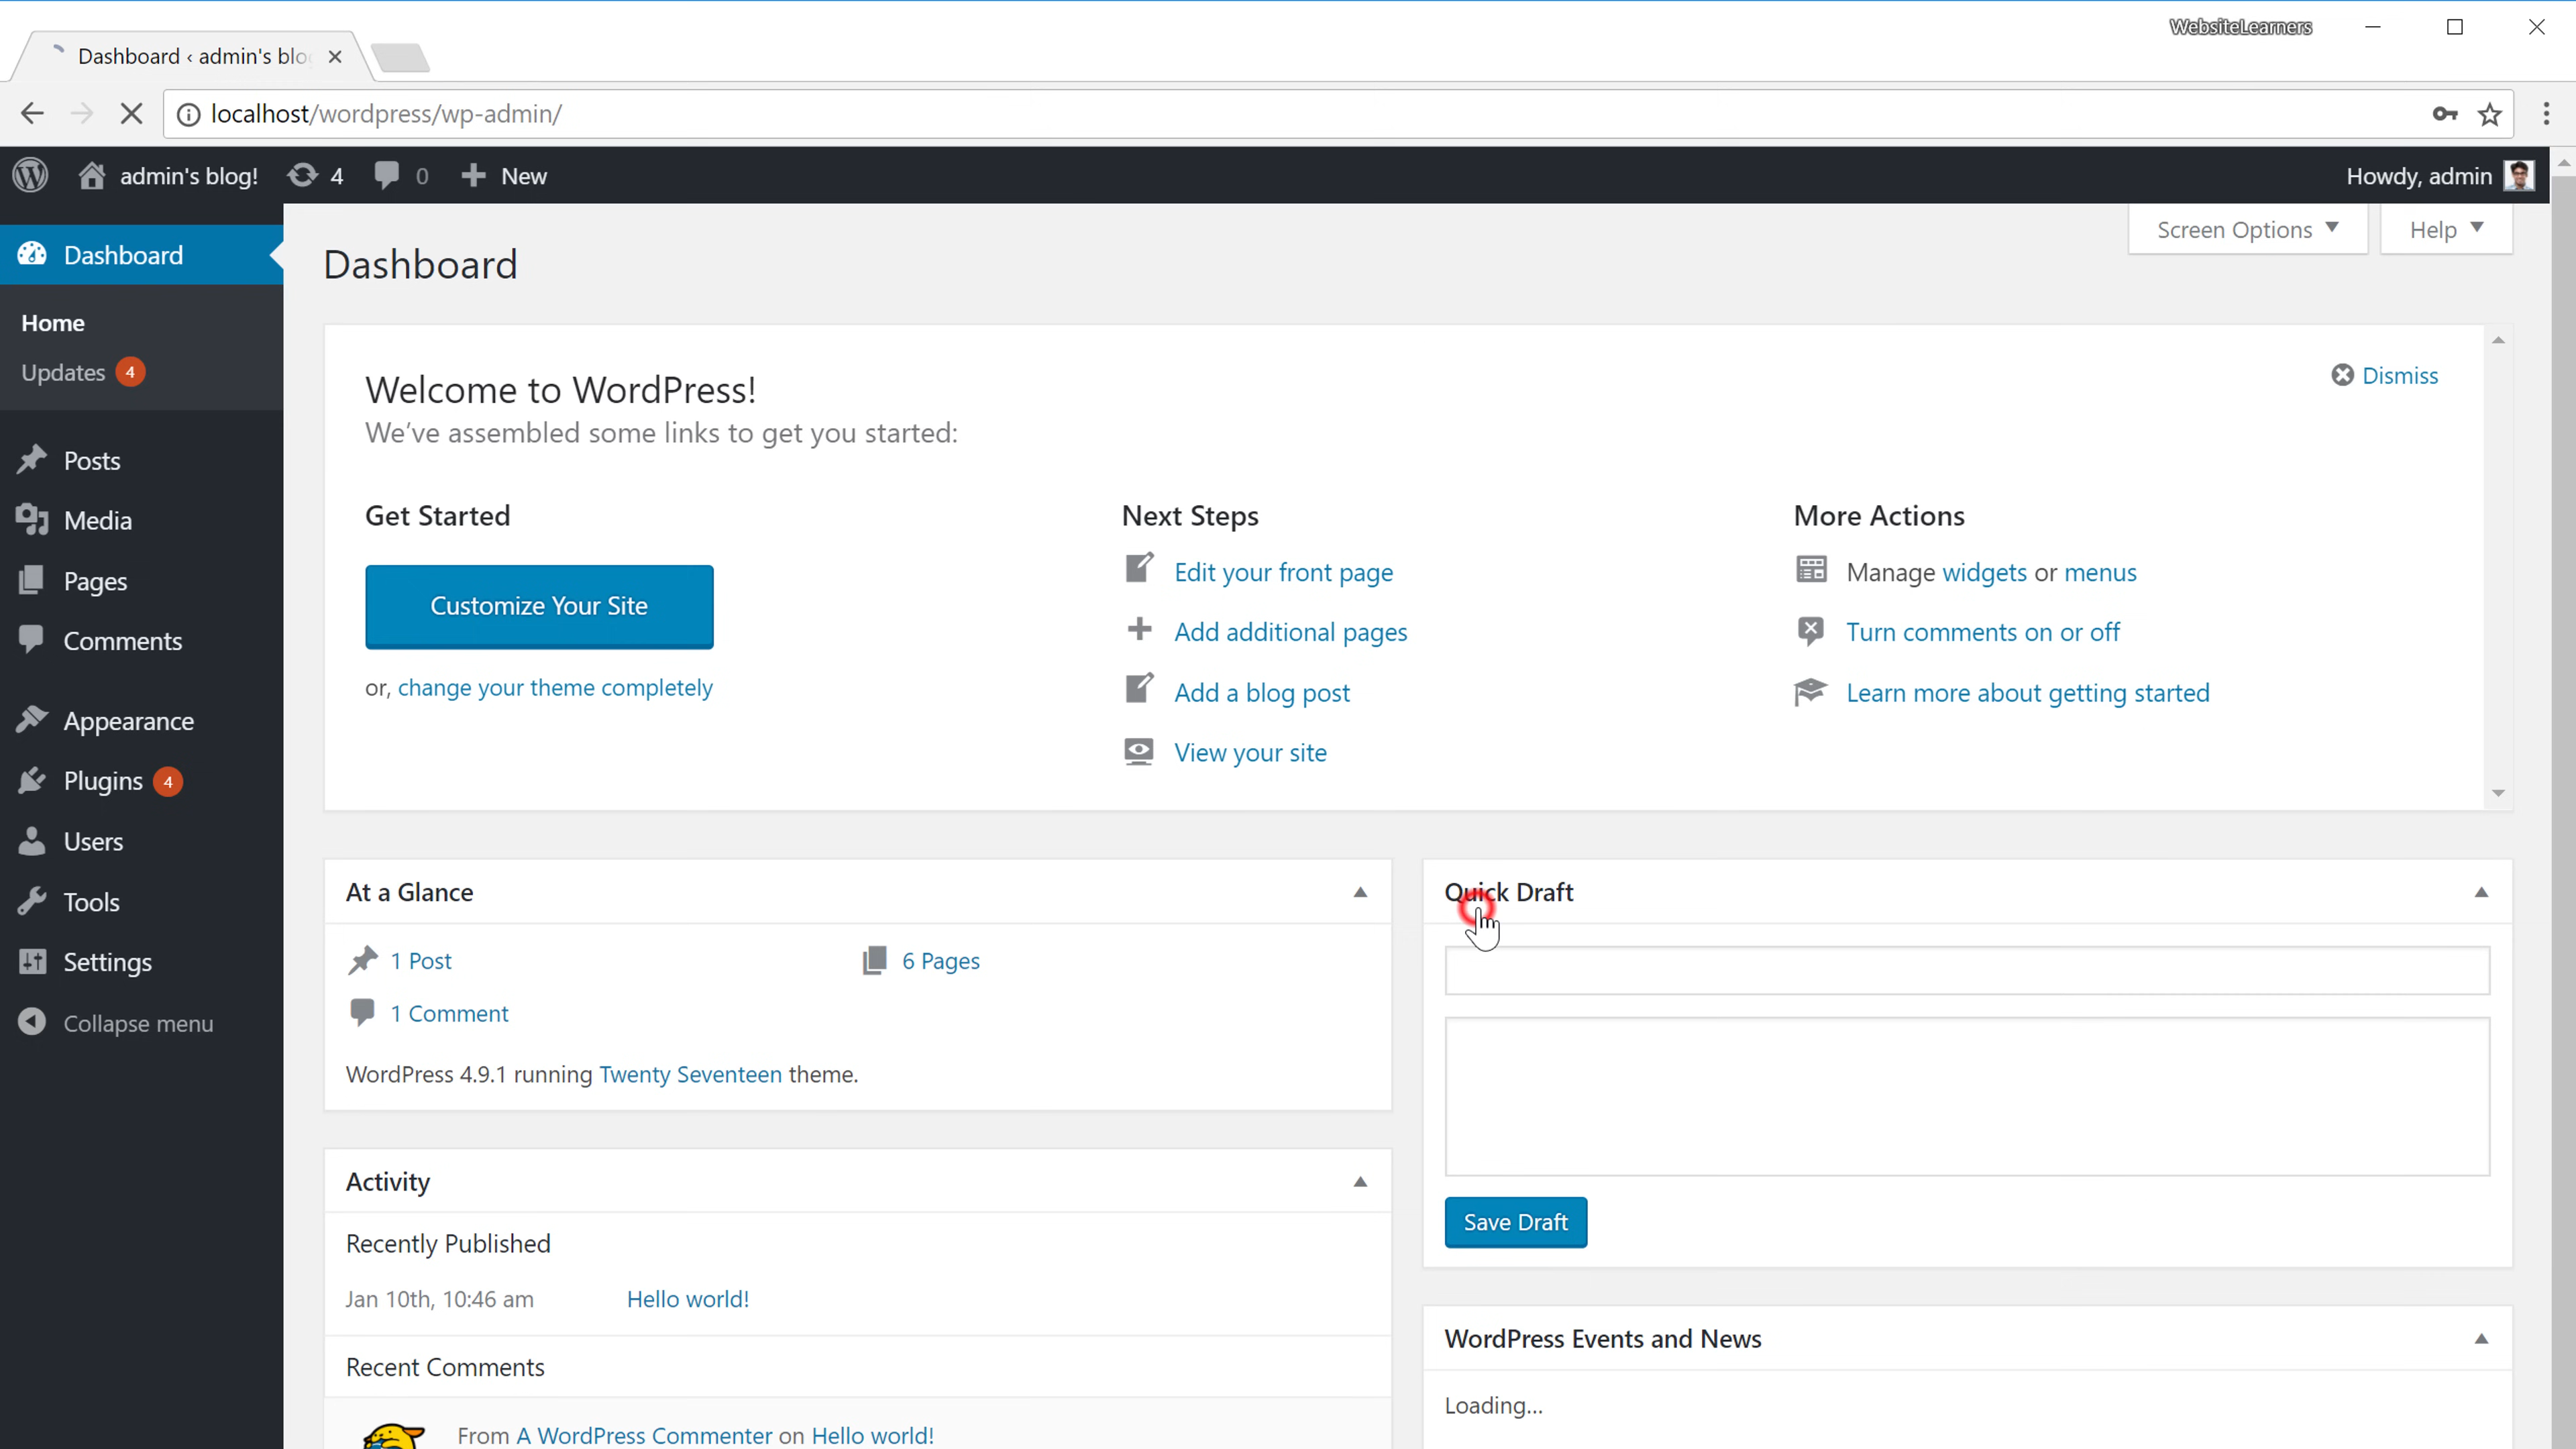 WebsiteLearners
Dashboard ‹ admin's blo
localhost/wordpress/wp-admin/
admin's blog! 4 0 New Howdy, admin
Screen Options Help
Dashboard
Home
Updates 4
Posts
Media
Pages
Comments
Appearance
Plugins 4
Users
Tools
Settings
Collapse menu
Dashboard
Welcome to WordPress!
Dismiss
We've assembled some links to get you started:
Get Started
Customize Your Site
or, change your theme completely
Next Steps
Edit your front page
Add additional pages
Add a blog post
View your site
More Actions
Manage widgets or menus
Turn comments on or off
Learn more about getting started
At a Glance
1 Post 6 Pages
1 Comment
WordPress 4.9.1 running Twenty Seventeen theme.
Activity
Recently Published
Jan 10th, 10:46 am Hello world!
Recent Comments
From A WordPress Commenter on Hello world!
Quick Draft
Save Draft
WordPress Events and News
Loading...